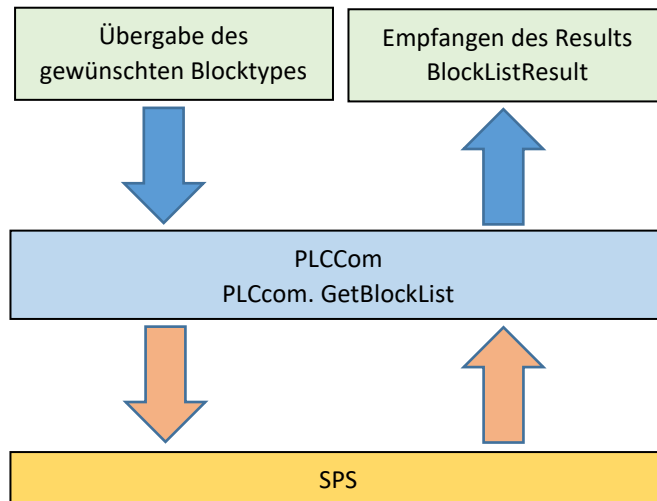 Übergabe des
gewünschten Blocktypes
Empfangen des Results
BlockListResult
PLCCom
PLCcom. GetBlockList
SPS